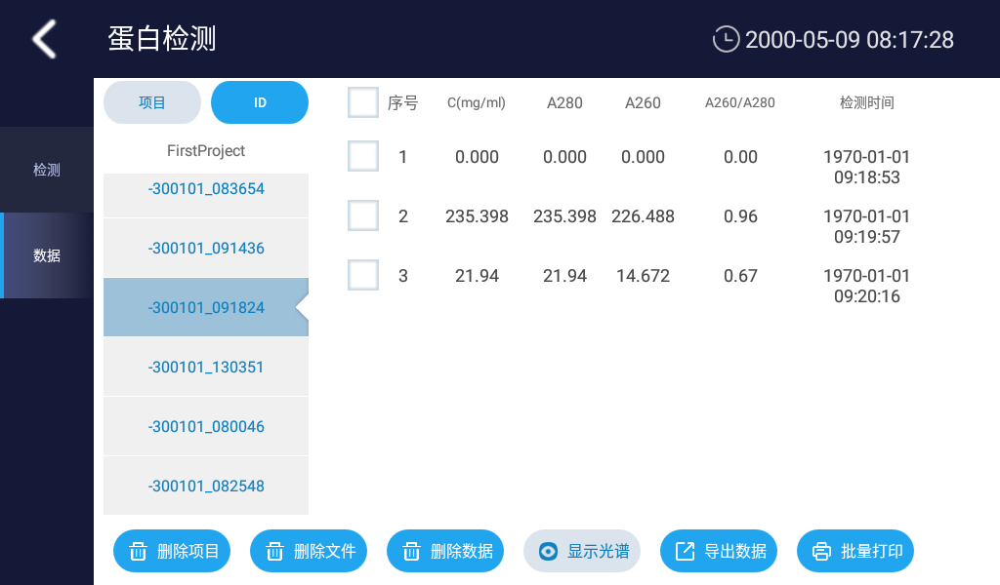 蛋白检测
2000-05-09 08:17:28
检测
数据
项目 ID
FirstProject
-300101_083654
-300101_091436
-300101_091824
-300101_130351
-300101_080046
-300101_082548
序号 C(mg/ml) A280 A260 A260/A280 检测时间
1 0.000 0.000 0.000 0.00 1970-01-01
09:18:53
2 235.398 235.398 226.488 0.96 1970-01-01
09:19:57
3 21.94 21.94 14.672 0.67 1970-01-01
09:20:16
删除项目 删除文件 删除数据 显示光谱 导出数据 批量打印